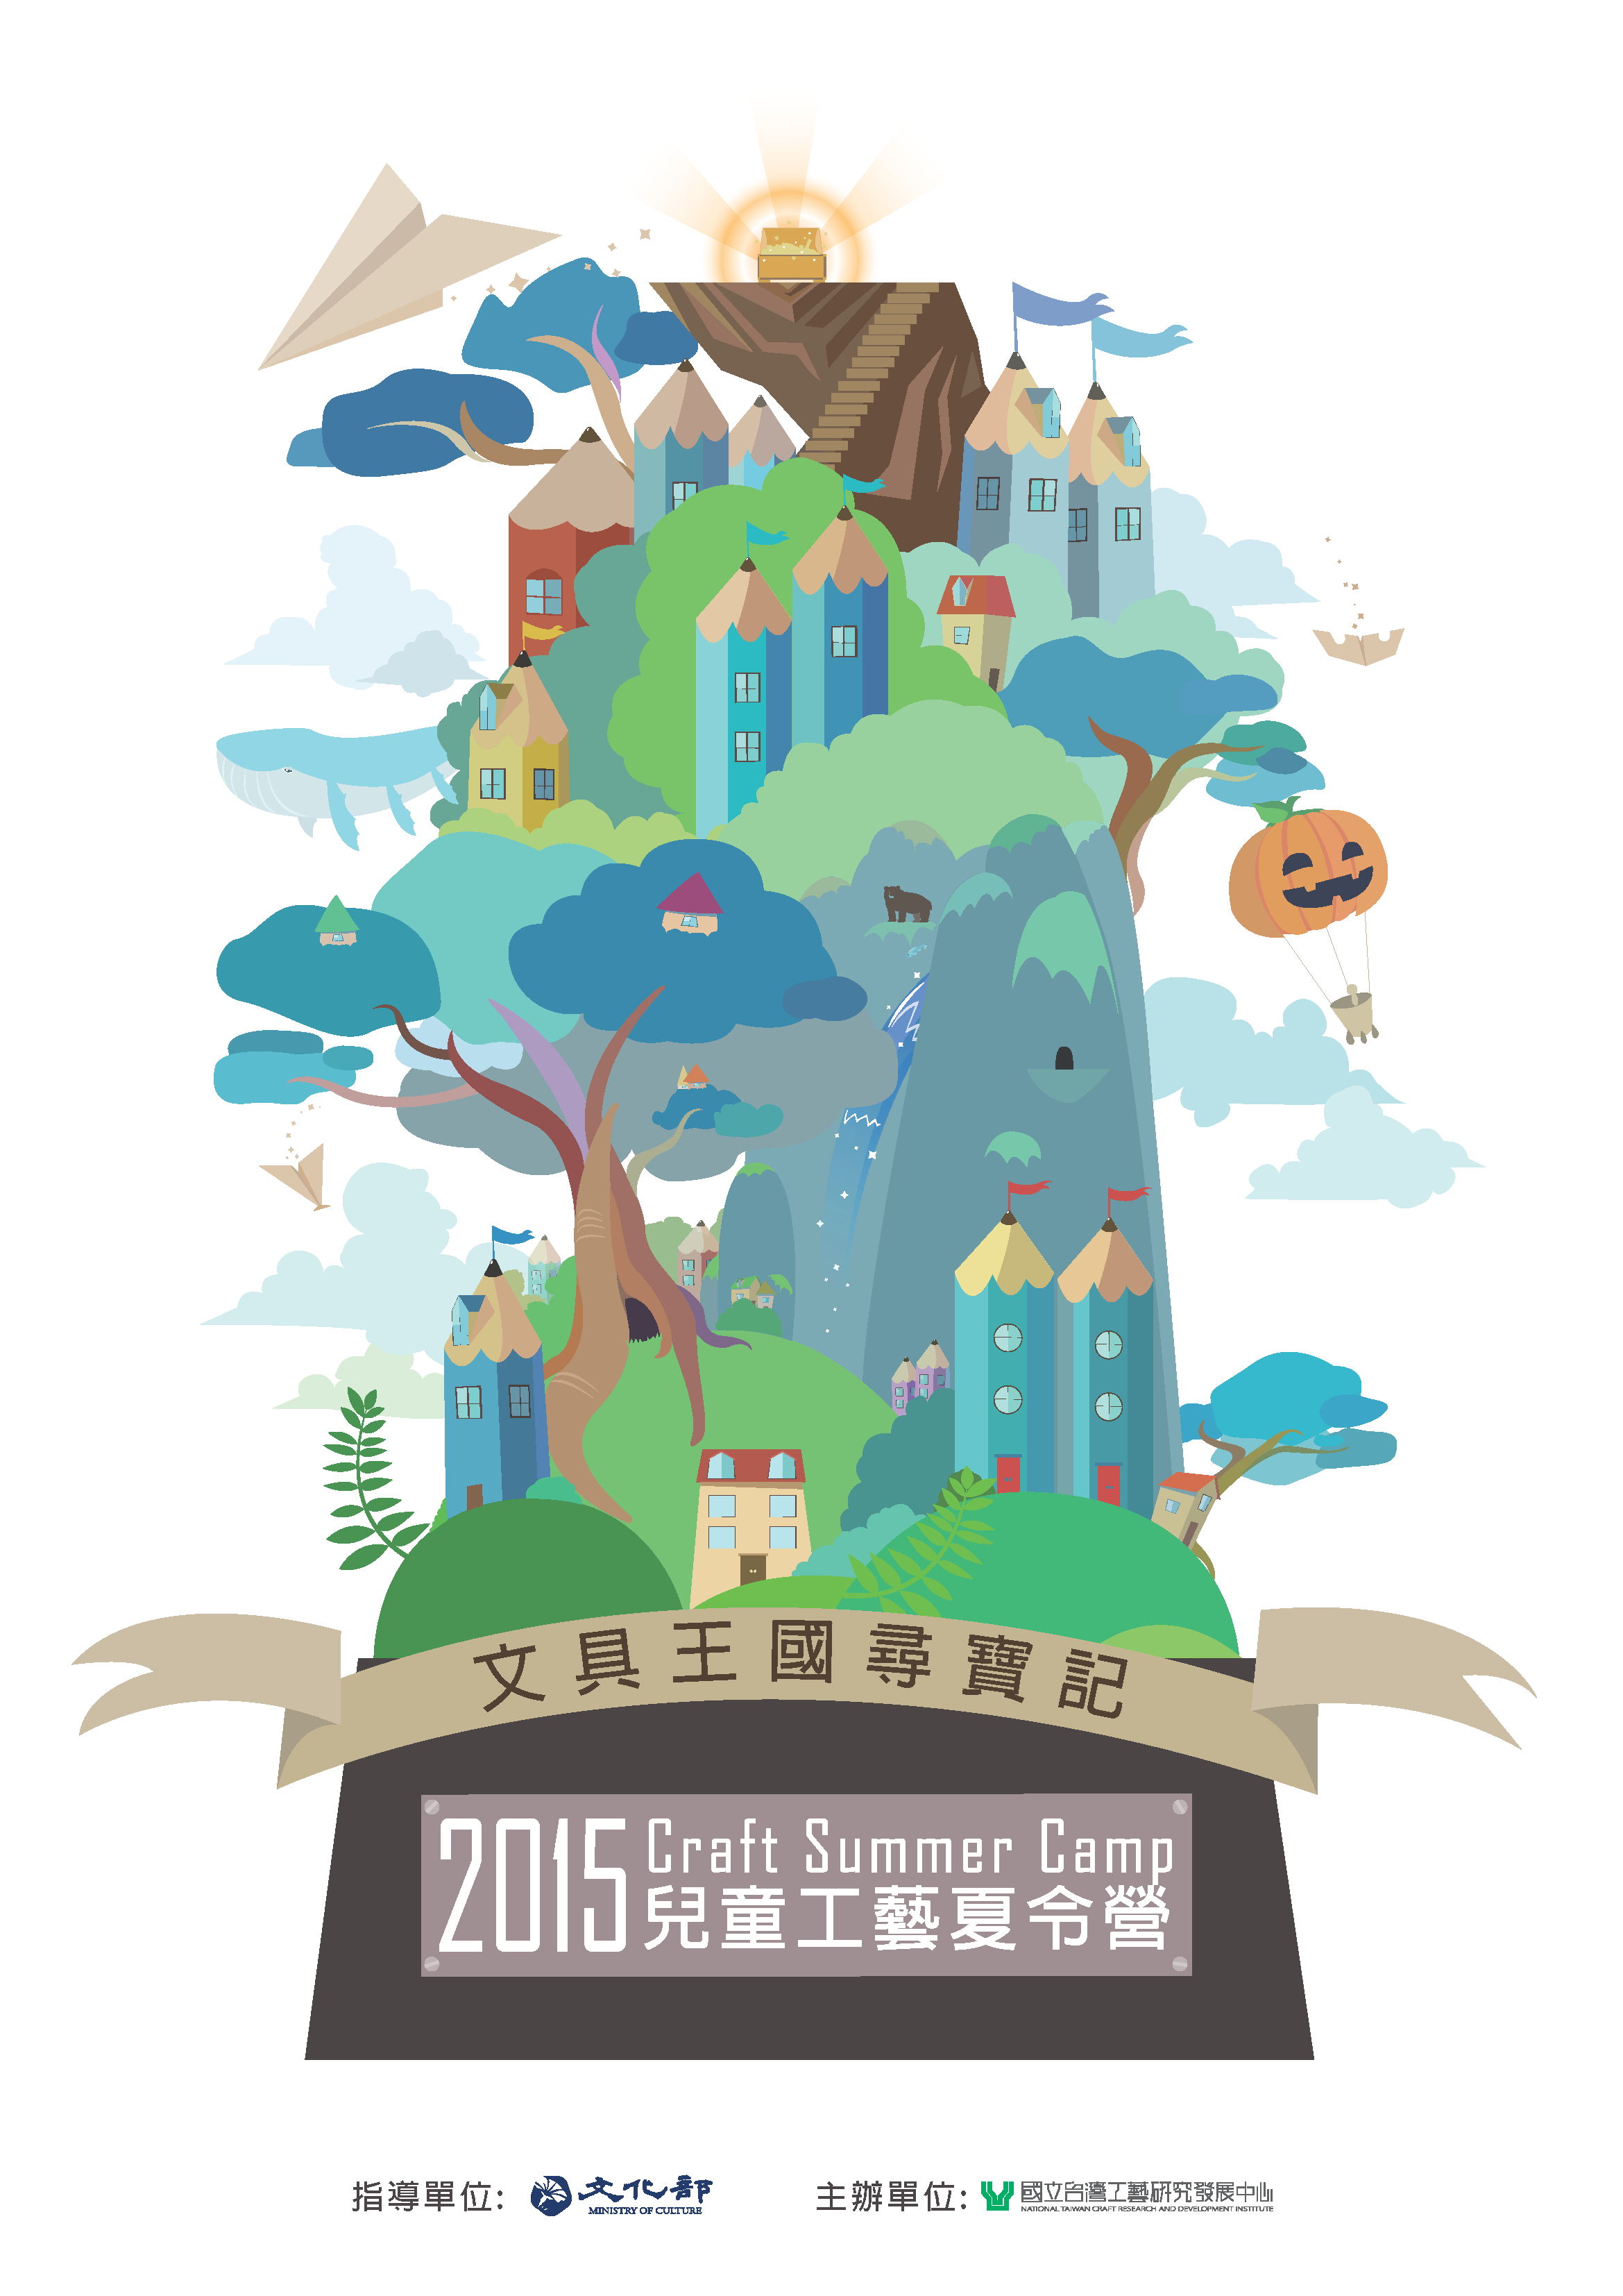 文具王國尋寶記
2015 Craft Summer Camp
兒童工藝夏令營
指導單位: 文化部
MINISTRY OF CULTURE
主辦單位: 國立台灣工藝研究發展中心
NATIONAL TAIWAN CRAFT RESEARCH AND DEVELOPMENT INSTITUTE